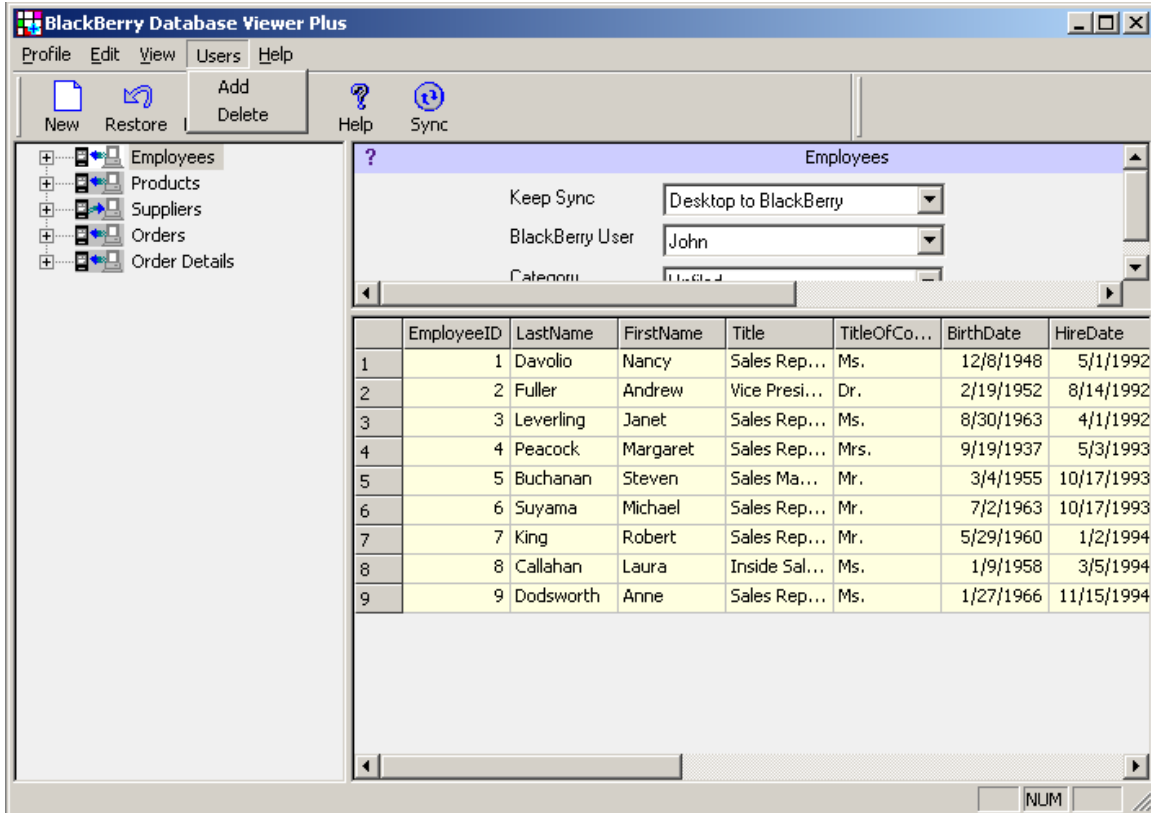 BlackBerry Database Viewer Plus
Profile Edit View Users Help
Add
Delete
New Restore Help Sync
Employees
Products
Suppliers
Orders
Order Details
? Employees
Keep Sync Desktop to BlackBerry
BlackBerry User John
Category Unfiled
EmployeeID LastName FirstName Title TitleOfCo... BirthDate HireDate
1 1 Davolio Nancy Sales Rep... Ms. 12/8/1948 5/1/1992
2 2 Fuller Andrew Vice Presi... Dr. 2/19/1952 8/14/1992
3 3 Leverling Janet Sales Rep... Ms. 8/30/1963 4/1/1992
4 4 Peacock Margaret Sales Rep... Mrs. 9/19/1937 5/3/1993
5 5 Buchanan Steven Sales Ma... Mr. 3/4/1955 10/17/1993
6 6 Suyama Michael Sales Rep... Mr. 7/2/1963 10/17/1993
7 7 King Robert Sales Rep... Mr. 5/29/1960 1/2/1994
8 8 Callahan Laura Inside Sal... Ms. 1/9/1958 3/5/1994
9 9 Dodsworth Anne Sales Rep... Ms. 1/27/1966 11/15/1994
NUM